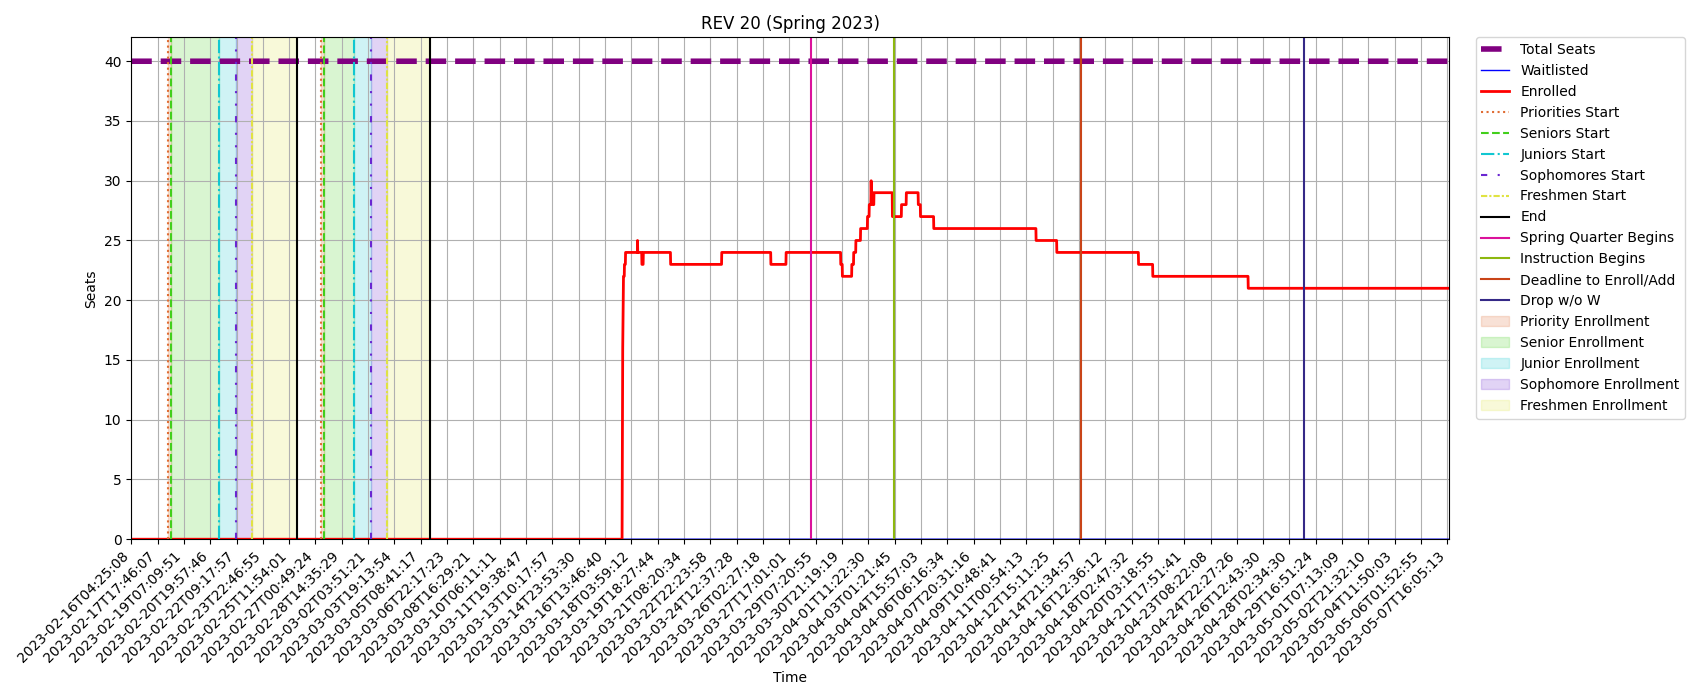 REV 20 (Spring 2023)
40
35
30
25
20
15
10
5
0
Seats
2023-02-16T04:25:08
2023-02-17T17:46:07
2023-02-19T07:09:51
2023-02-20T19:57:46
2023-02-22T09:17:57
2023-02-23T22:46:55
2023-02-25T11:54:01
2023-02-27T00:49:24
2023-02-28T14:35:29
2023-03-02T03:51:21
2023-03-03T19:13:54
2023-03-05T08:41:17
2023-03-06T22:17:23
2023-03-08T16:29:21
2023-03-10T06:11:11
2023-03-11T19:38:47
2023-03-13T10:17:57
2023-03-14T23:53:30
2023-03-16T13:46:40
2023-03-18T03:59:12
2023-03-19T18:27:44
2023-03-21T08:20:34
2023-03-22T22:23:58
2023-03-24T12:37:28
2023-03-26T02:27:18
2023-03-27T17:01:01
2023-03-29T07:20:55
2023-03-30T21:19:19
2023-04-01T11:22:30
2023-04-03T01:21:45
2023-04-04T15:57:03
2023-04-06T06:16:34
2023-04-07T20:31:16
2023-04-09T10:48:41
2023-04-11T00:54:13
2023-04-12T15:11:25
2023-04-14T21:34:57
2023-04-16T12:36:12
2023-04-18T02:47:32
2023-04-20T03:18:55
2023-04-21T17:51:41
2023-04-23T08:22:08
2023-04-24T22:27:26
2023-04-26T12:43:30
2023-04-28T02:34:30
2023-04-29T16:51:24
2023-05-01T07:13:09
2023-05-02T21:32:10
2023-05-04T11:50:03
2023-05-06T01:52:55
2023-05-07T16:05:13
Time
Total Seats
Waitlisted
Enrolled
Priorities Start
Seniors Start
Juniors Start
Sophomores Start
Freshmen Start
End
Spring Quarter Begins
Instruction Begins
Deadline to Enroll/Add
Drop w/o W
Priority Enrollment
Senior Enrollment
Junior Enrollment
Sophomore Enrollment
Freshmen Enrollment